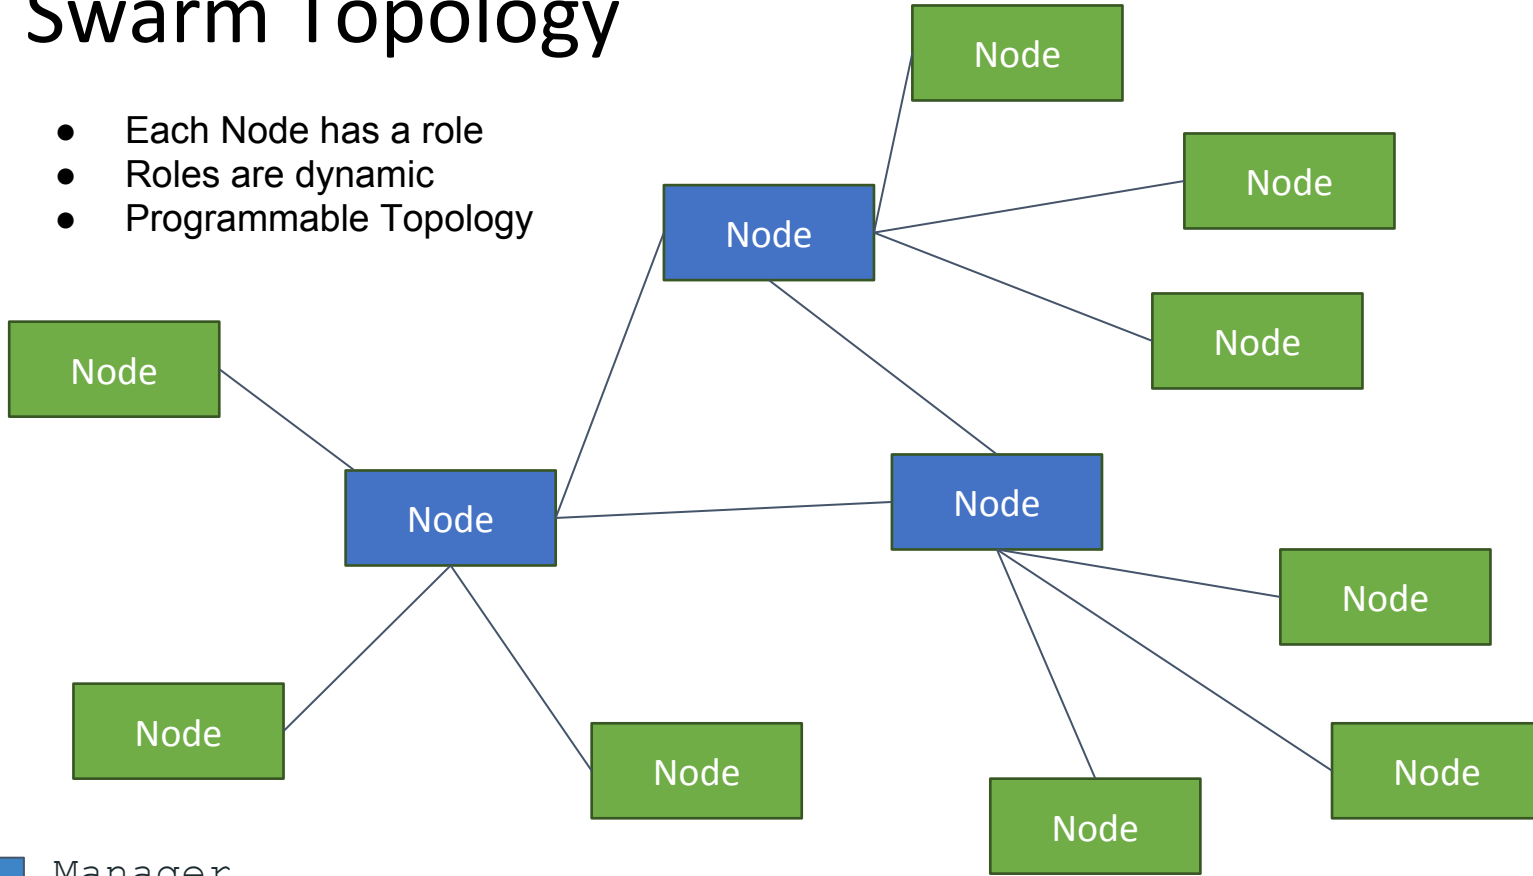 Swarm Topology
● Each Node has a role
● Roles are dynamic
● Programmable Topology
Node
Node
Node
Node
Node
Node
Node
Node
Node
Node
Node
Node
Manager